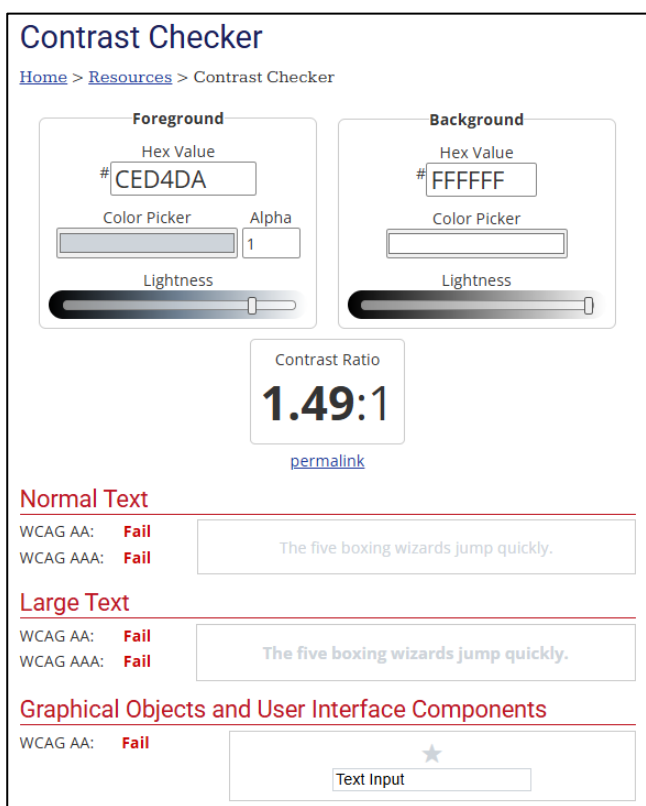 Contrast Checker
Home > Resources > Contrast Checker
Foreground
Hex Value
#CED4DA
Color Picker
Alpha
1
Lightness
Background
Hex Value
#FFFFFF
Color Picker
Lightness
Contrast Ratio
1.49:1
permalink
Normal Text
WCAG AA: Fail
WCAG AAA: Fail
The five boxing wizards jump quickly.
Large Text
WCAG AA: Fail
WCAG AAA: Fail
The five boxing wizards jump quickly.
Graphical Objects and User Interface Components
WCAG AA: Fail
Text Input